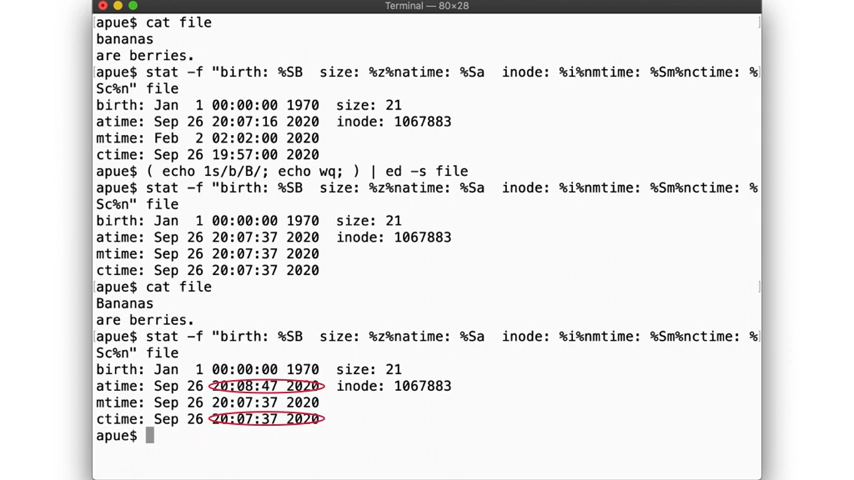 Terminal — 80×28
apue$ cat file
bananas
are berries.
apue$ stat -f "birth: %SB  size: %z%natime: %Sa  inode: %i%nmtime: %Sm%nctime: %
Sc%n" file
birth: Jan  1 00:00:00 1970  size: 21
atime: Sep 26 20:07:16 2020  inode: 1067883
mtime: Feb  2 02:02:00 2020
ctime: Sep 26 19:57:00 2020
apue$ ( echo 1s/b/B/; echo wq; ) | ed -s file
apue$ stat -f "birth: %SB  size: %z%natime: %Sa  inode: %i%nmtime: %Sm%nctime: %
Sc%n" file
birth: Jan  1 00:00:00 1970  size: 21
atime: Sep 26 20:07:37 2020  inode: 1067883
mtime: Sep 26 20:07:37 2020
ctime: Sep 26 20:07:37 2020
apue$ cat file
Bananas
are berries.
apue$ stat -f "birth: %SB  size: %z%natime: %Sa  inode: %i%nmtime: %Sm%nctime: %
Sc%n" file
birth: Jan  1 00:00:00 1970  size: 21
atime: Sep 26 20:08:47 2020  inode: 1067883
mtime: Sep 26 20:07:37 2020
ctime: Sep 26 20:07:37 2020
apue$